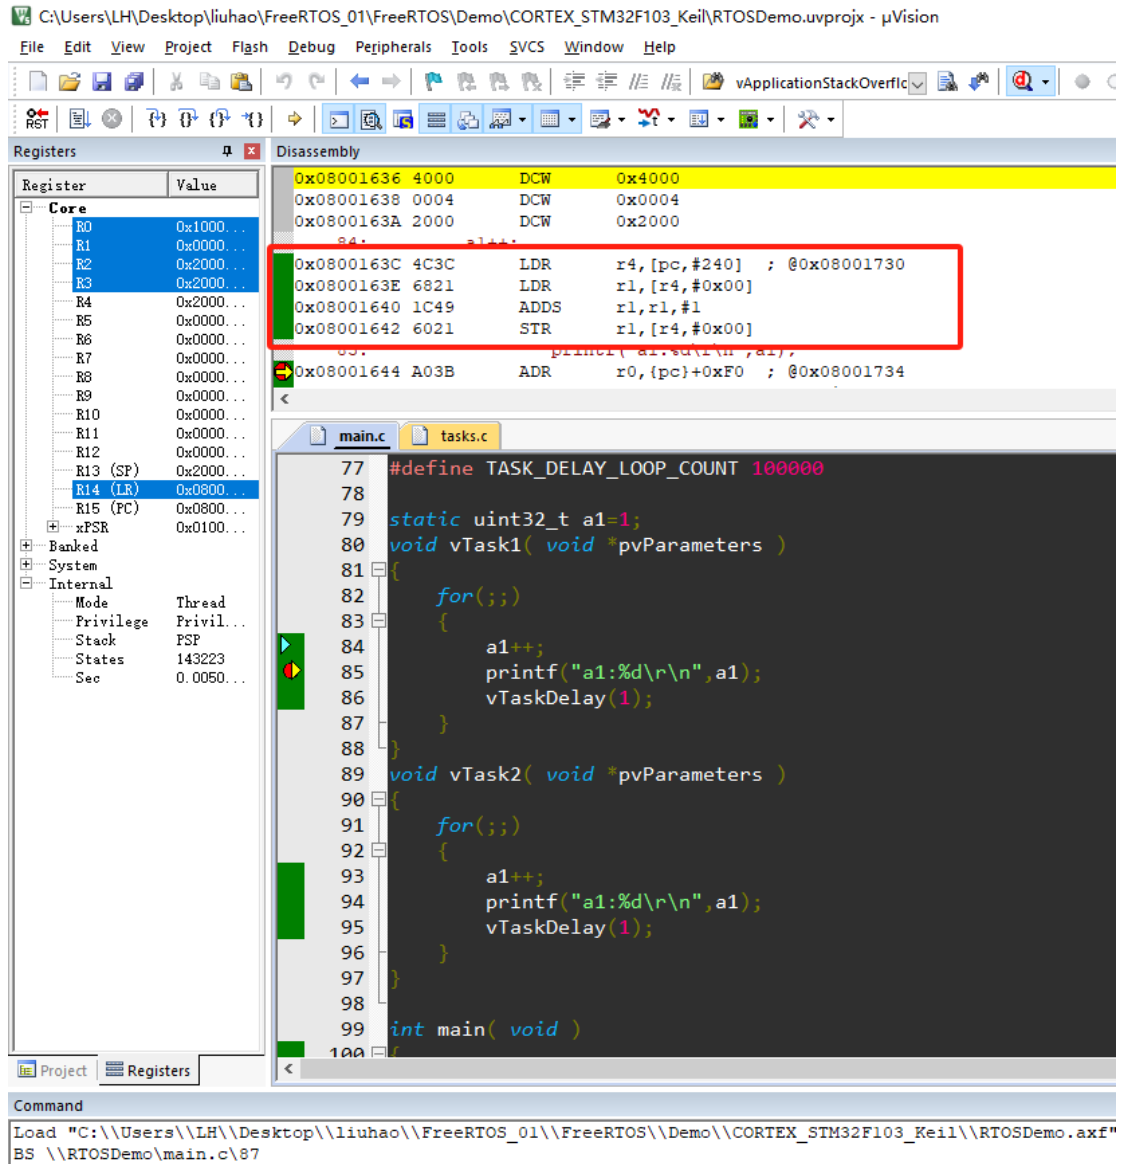 C:\Users\LH\Desktop\liuhao\FreeRTOS_01\FreeRTOS\Demo\CORTEX_STM32F103_Keil\RTOSDemo.uvprojx - µVision
File Edit View Project Flash Debug Peripherals Tools SVCS Window Help
vApplicationStackOverflc
RST
Registers
Register Value
Core
R0 0x1000...
R1 0x0000...
R2 0x2000...
R3 0x2000...
R4 0x2000...
R5 0x0000...
R6 0x0000...
R7 0x0000...
R8 0x0000...
R9 0x0000...
R10 0x0000...
R11 0x0000...
R12 0x0000...
R13 (SP) 0x2000...
R14 (LR) 0x0800...
R15 (PC) 0x0800...
xPSR 0x0100...
Banked
System
Internal
Mode Thread
Privilege Privil...
Stack PSP
States 143223
Sec 0.0050...
Project Registers
Disassembly
0x08001636 4000 DCW 0x4000
0x08001638 0004 DCW 0x0004
0x0800163A 2000 DCW 0x2000
84: a1++;
0x0800163C 4C3C LDR r4,[pc,#240] ; @0x08001730
0x0800163E 6821 LDR r1,[r4,#0x00]
0x08001640 1C49 ADDS r1,r1,#1
0x08001642 6021 STR r1,[r4,#0x00]
85: printf("a1:%d\r\n",a1);
0x08001644 A03B ADR r0,{pc}+0xF0 ; @0x08001734
main.c tasks.c
77 #define TASK_DELAY_LOOP_COUNT 100000
78
79 static uint32_t a1=1;
80 void vTask1( void *pvParameters )
81 {
82 for(;;)
83 {
84 a1++;
85 printf("a1:%d\r\n",a1);
86 vTaskDelay(1);
87 }
88 }
89 void vTask2( void *pvParameters )
90 {
91 for(;;)
92 {
93 a1++;
94 printf("a1:%d\r\n",a1);
95 vTaskDelay(1);
96 }
97 }
98
99 int main( void )
100 {
Command
Load "C:\\Users\\LH\\Desktop\\liuhao\\FreeRTOS_01\\FreeRTOS\\Demo\\CORTEX_STM32F103_Keil\\RTOSDemo.axf"
BS \\RTOSDemo\main.c\87